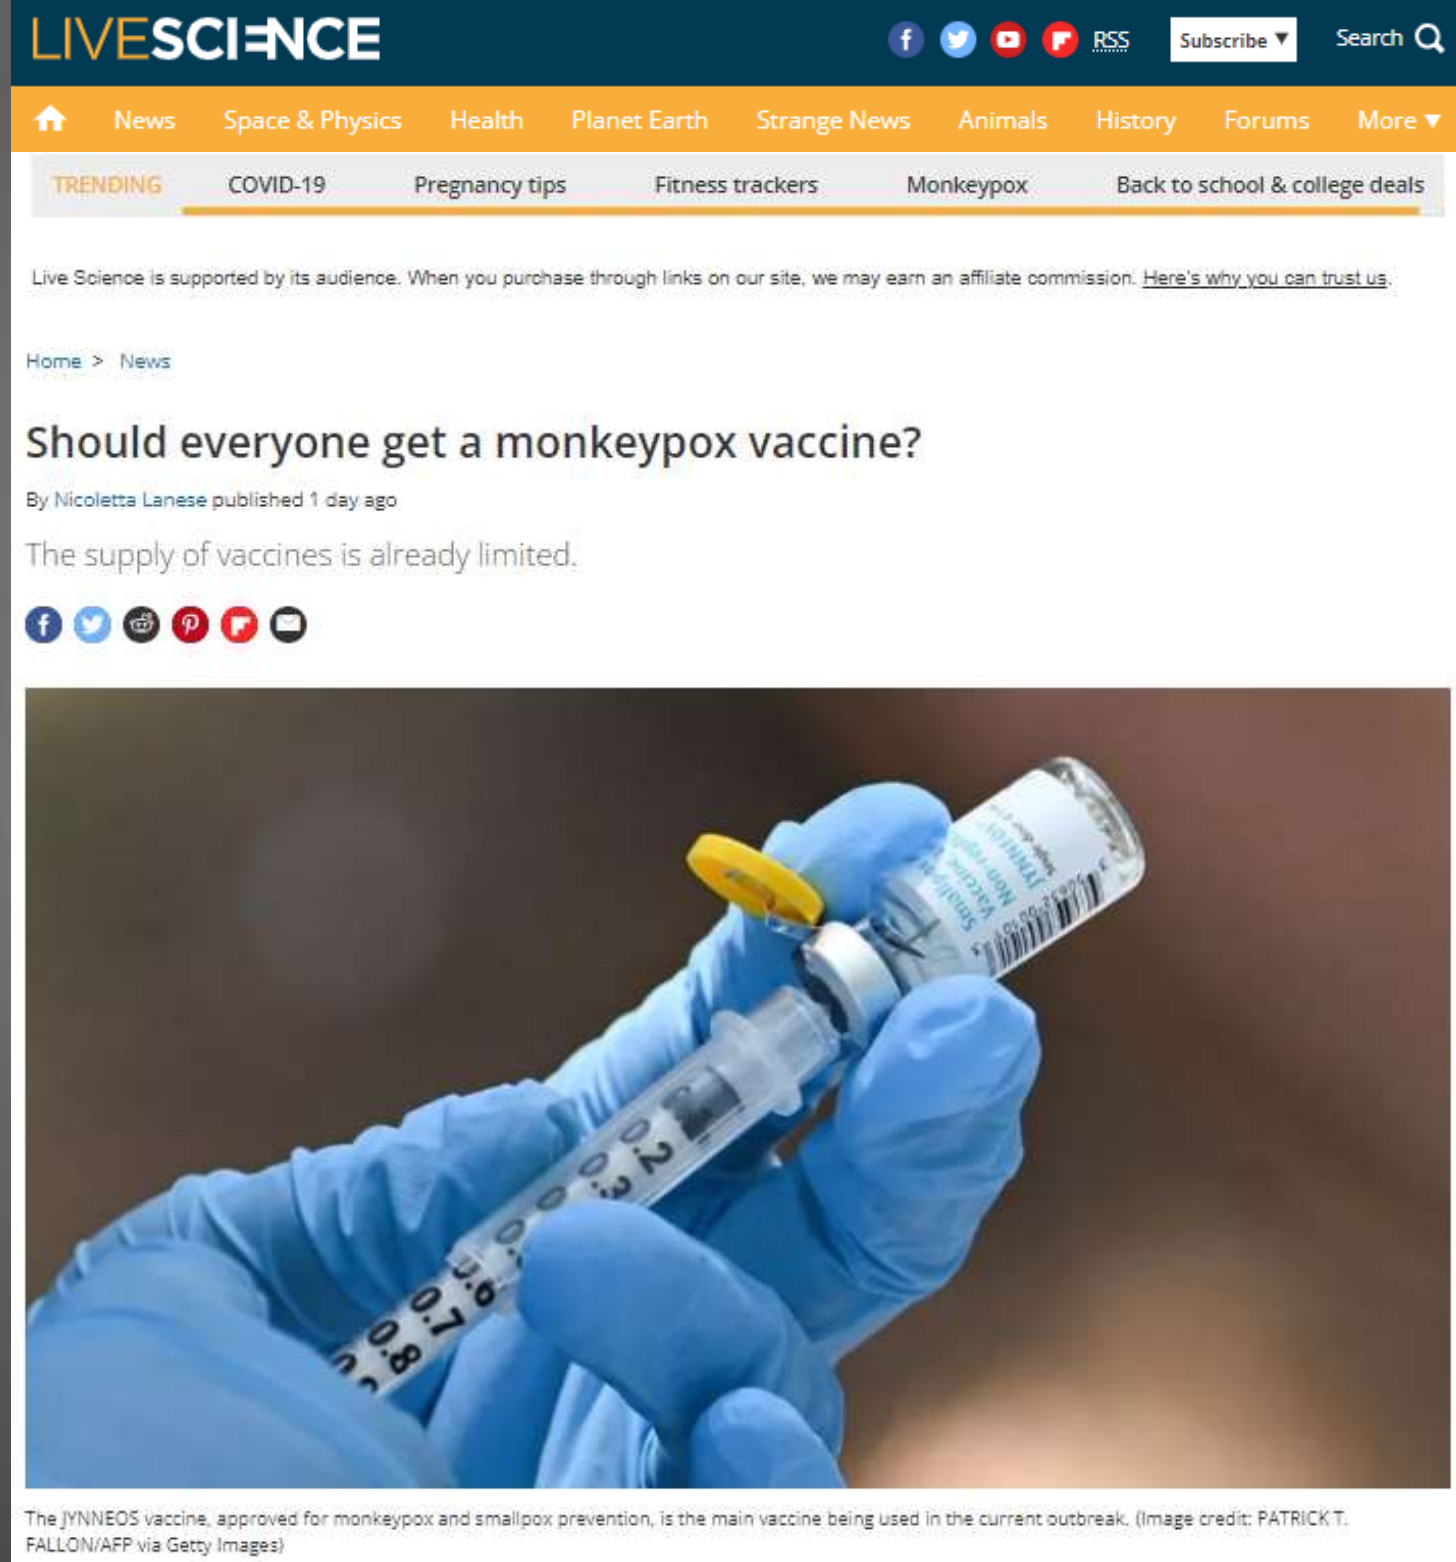 LIVESCIENCE
RSS
Subscribe ▼
Search
News Space & Physics Health Planet Earth Strange News Animals History Forums More ▼
TRENDING COVID-19 Pregnancy tips Fitness trackers Monkeypox Back to school & college deals
Live Science is supported by its audience. When you purchase through links on our site, we may earn an affiliate commission. Here's why you can trust us.
Home > News
Should everyone get a monkeypox vaccine?
By Nicoletta Lanese published 1 day ago
The supply of vaccines is already limited.
Vaccine
JYNNEOS
0.2
0.3
0.6
0.7
0.8
The JYNNEOS vaccine, approved for monkeypox and smallpox prevention, is the main vaccine being used in the current outbreak. (Image credit: PATRICK T.
FALLON/AFP via Getty Images)